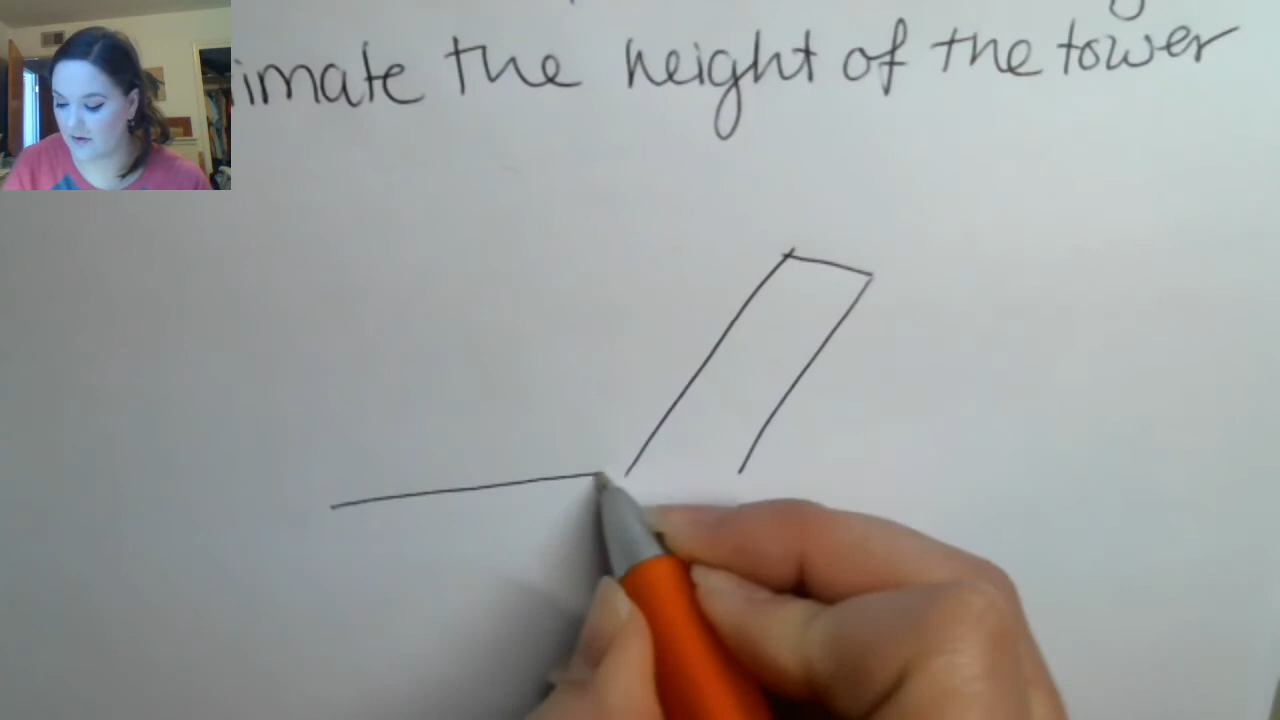 imate the height of the tower